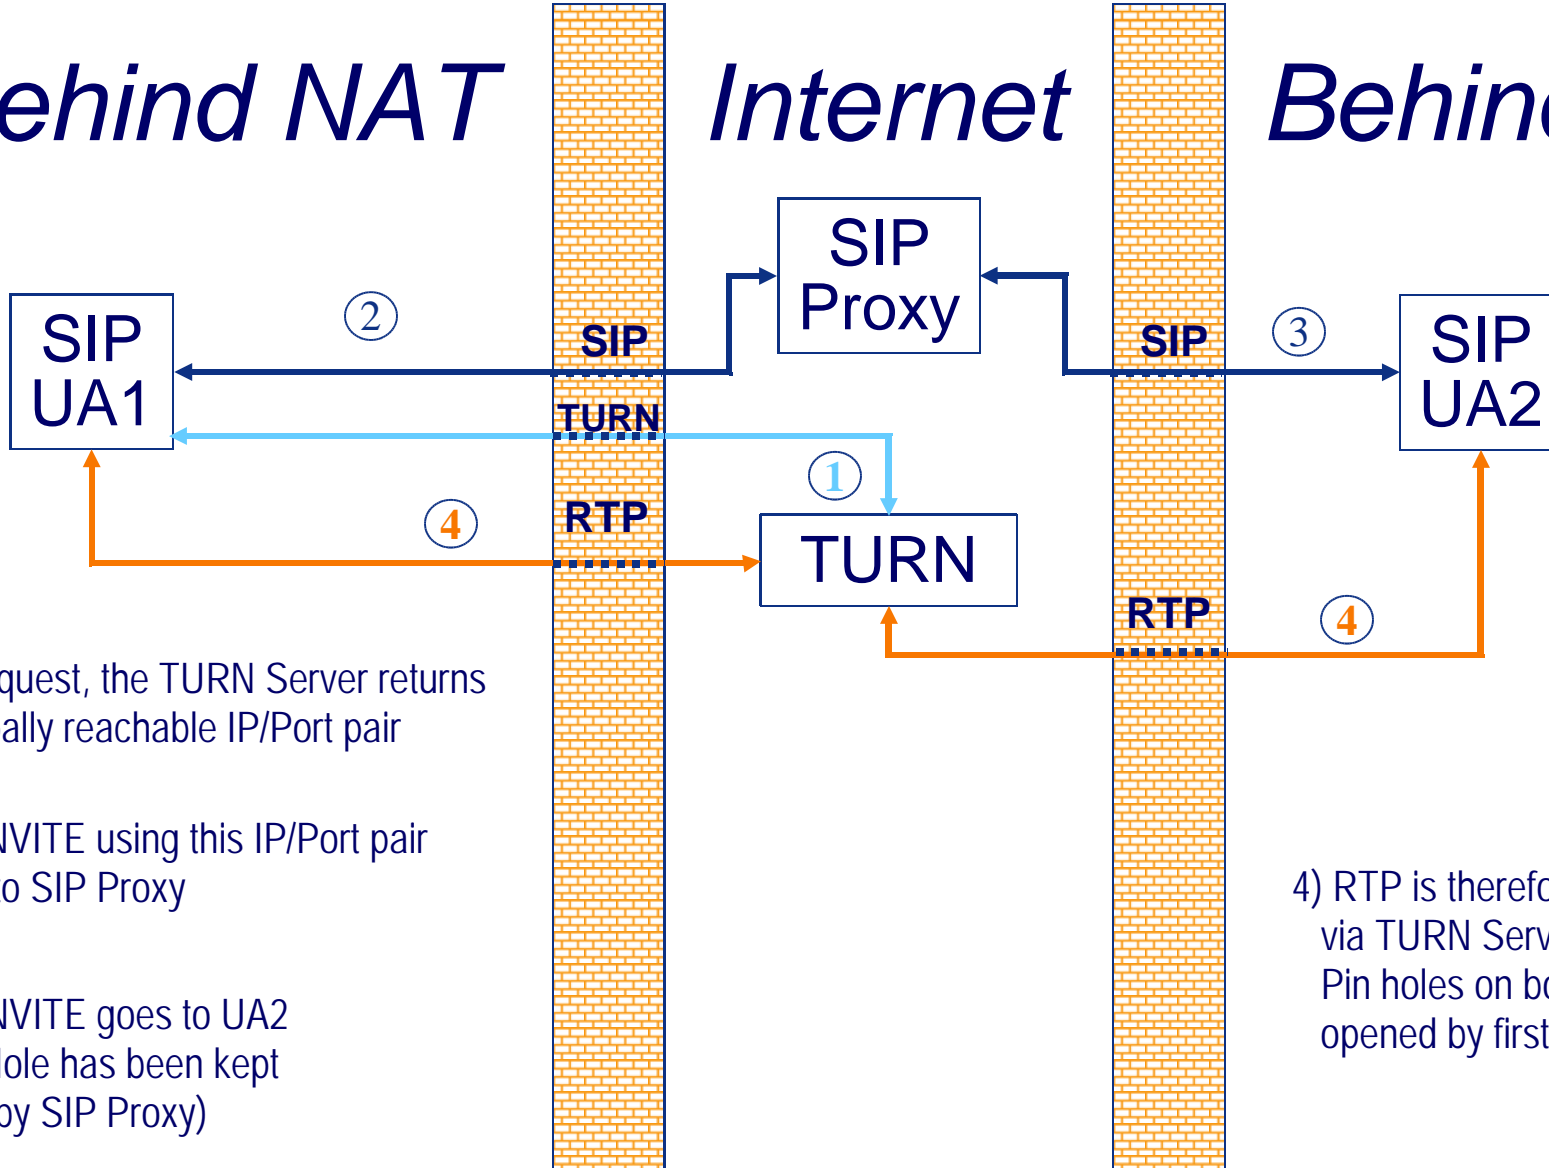 ehind NAT
Internet
Behind
SIP
Proxy
SIP
UA1
2
SIP
SIP
3
SIP
UA2
TURN
1
4
RTP
TURN
RTP
4
quest, the TURN Server returns
ally reachable IP/Port pair
NVITE using this IP/Port pair
to SIP Proxy
NVITE goes to UA2
Hole has been kept
by SIP Proxy)
4) RTP is therefo
via TURN Serv
Pin holes on bo
opened by first